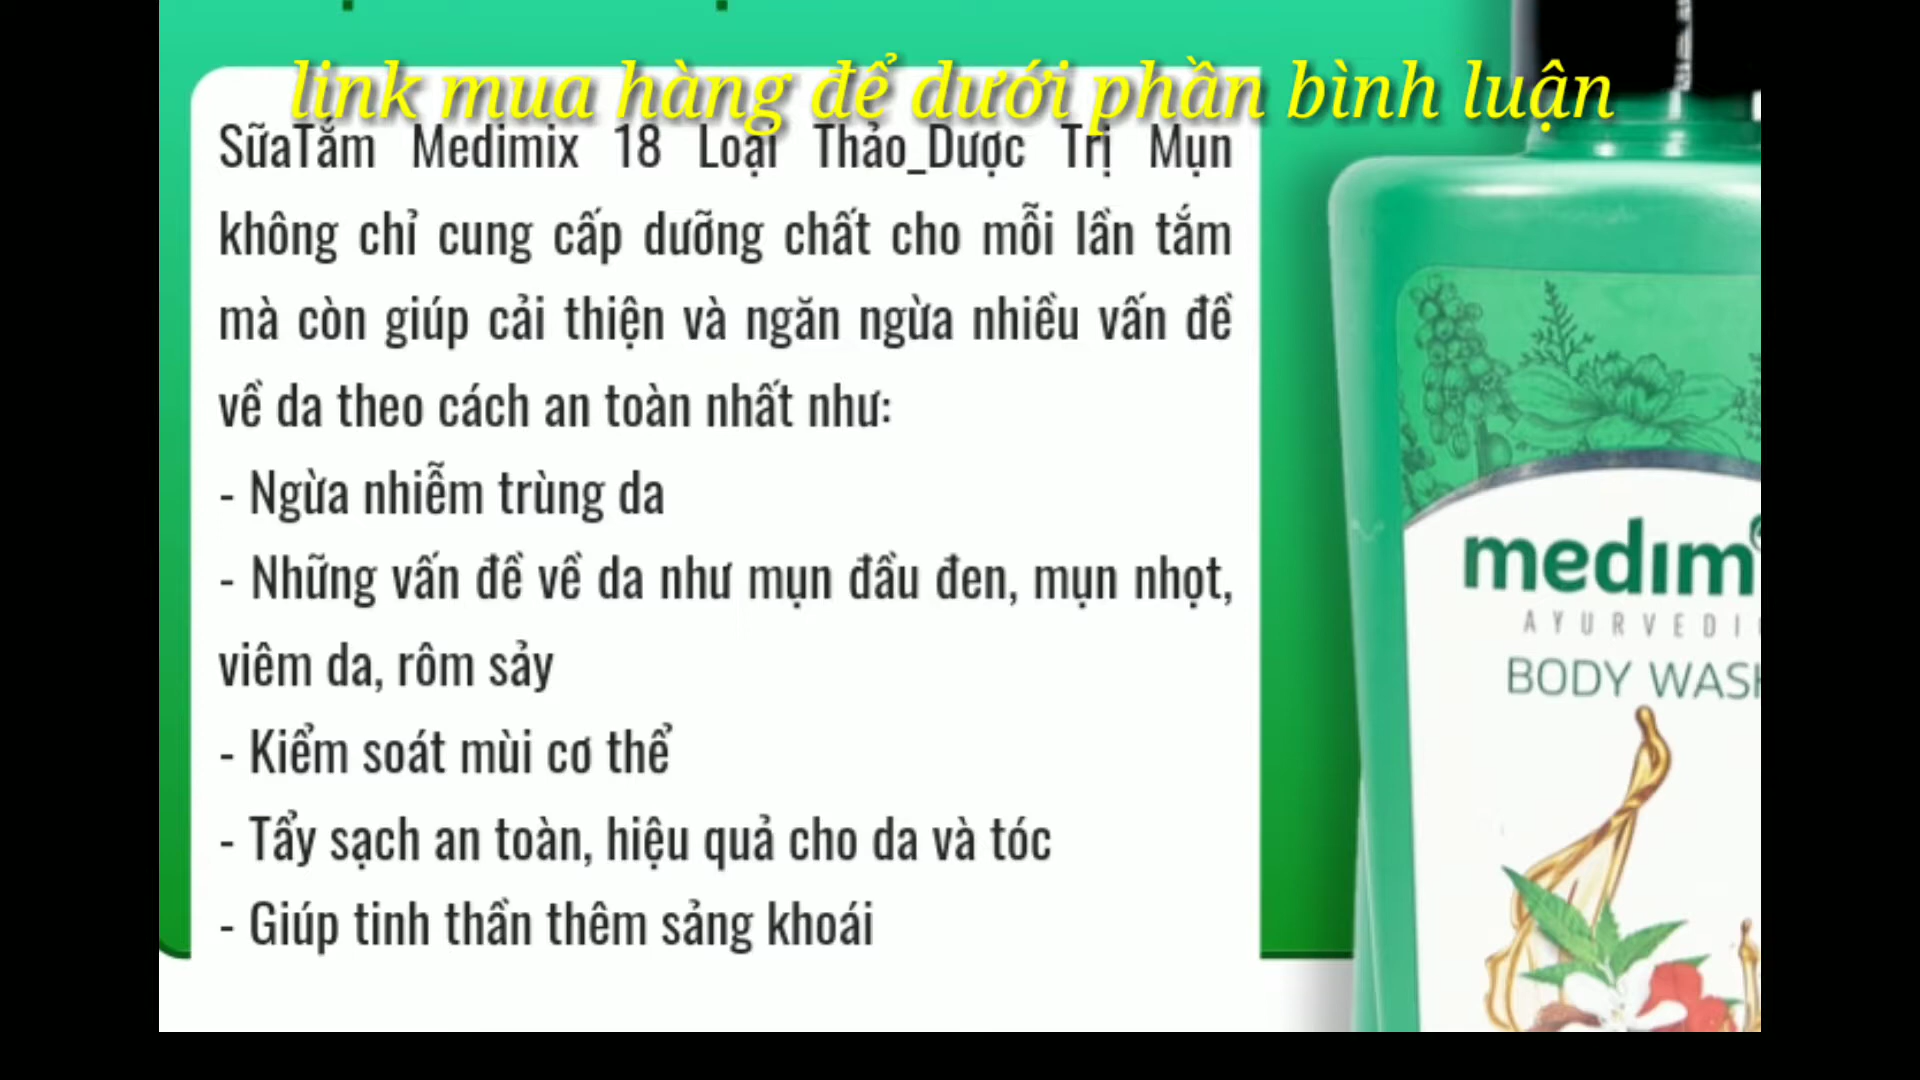 link mua hàng để dưới phần bình luận
SữaTắm Medimix 18 Loại Thảo_Dược Trị Mụn
không chỉ cung cấp dưỡng chất cho mỗi lần tắm
mà còn giúp cải thiện và ngăn ngừa nhiều vấn đề
về da theo cách an toàn nhất như:
- Ngừa nhiễm trùng da
- Những vấn đề về da như mụn đầu đen, mụn nhọt,
viêm da, rôm sảy
- Kiểm soát mùi cơ thể
- Tẩy sạch an toàn, hiệu quả cho da và tóc
- Giúp tinh thần thêm sảng khoái
medim
AYURVEDI
BODY WASH